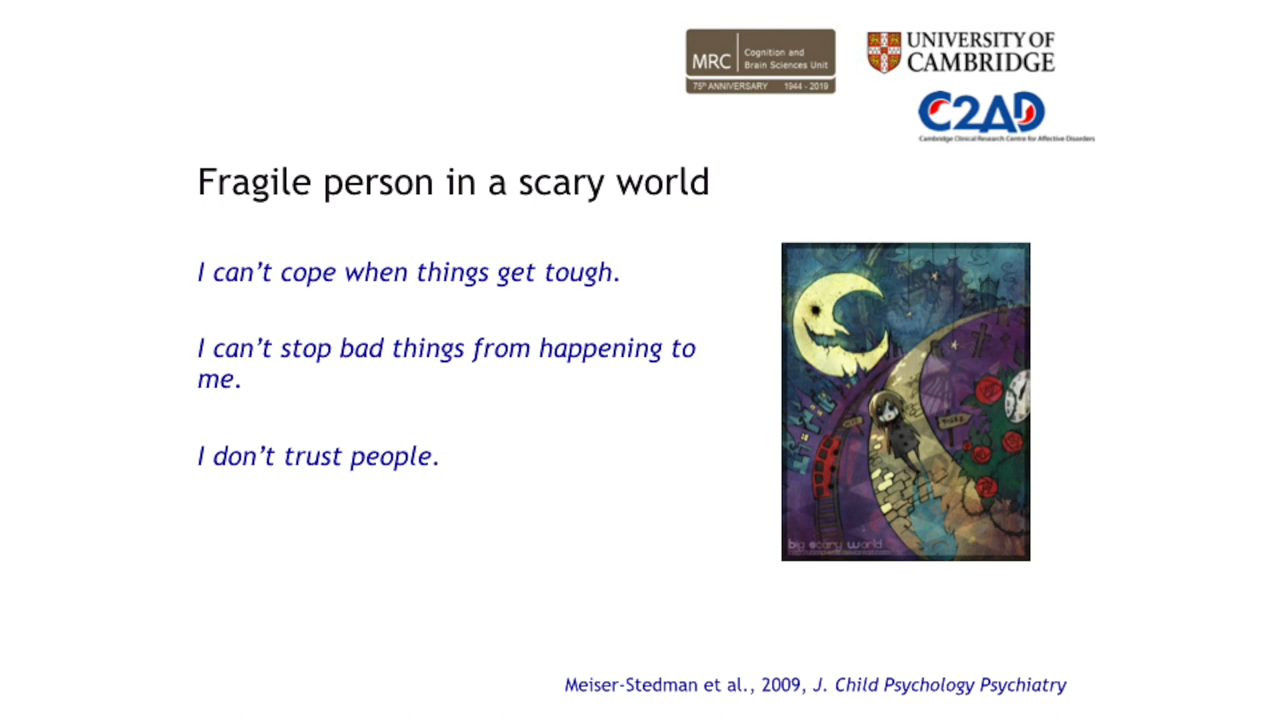 MRC Cognition and
Brain Sciences Unit
75th ANNIVERSARY 1944 - 2019
UNIVERSITY OF
CAMBRIDGE
C2AD
Cambridge Clinical Research Centre for Affective Disorders
Fragile person in a scary world
I can't cope when things get tough.
I can't stop bad things from happening to
me.
I don't trust people.
big scary world
Meiser-Stedman et al., 2009, J. Child Psychology Psychiatry